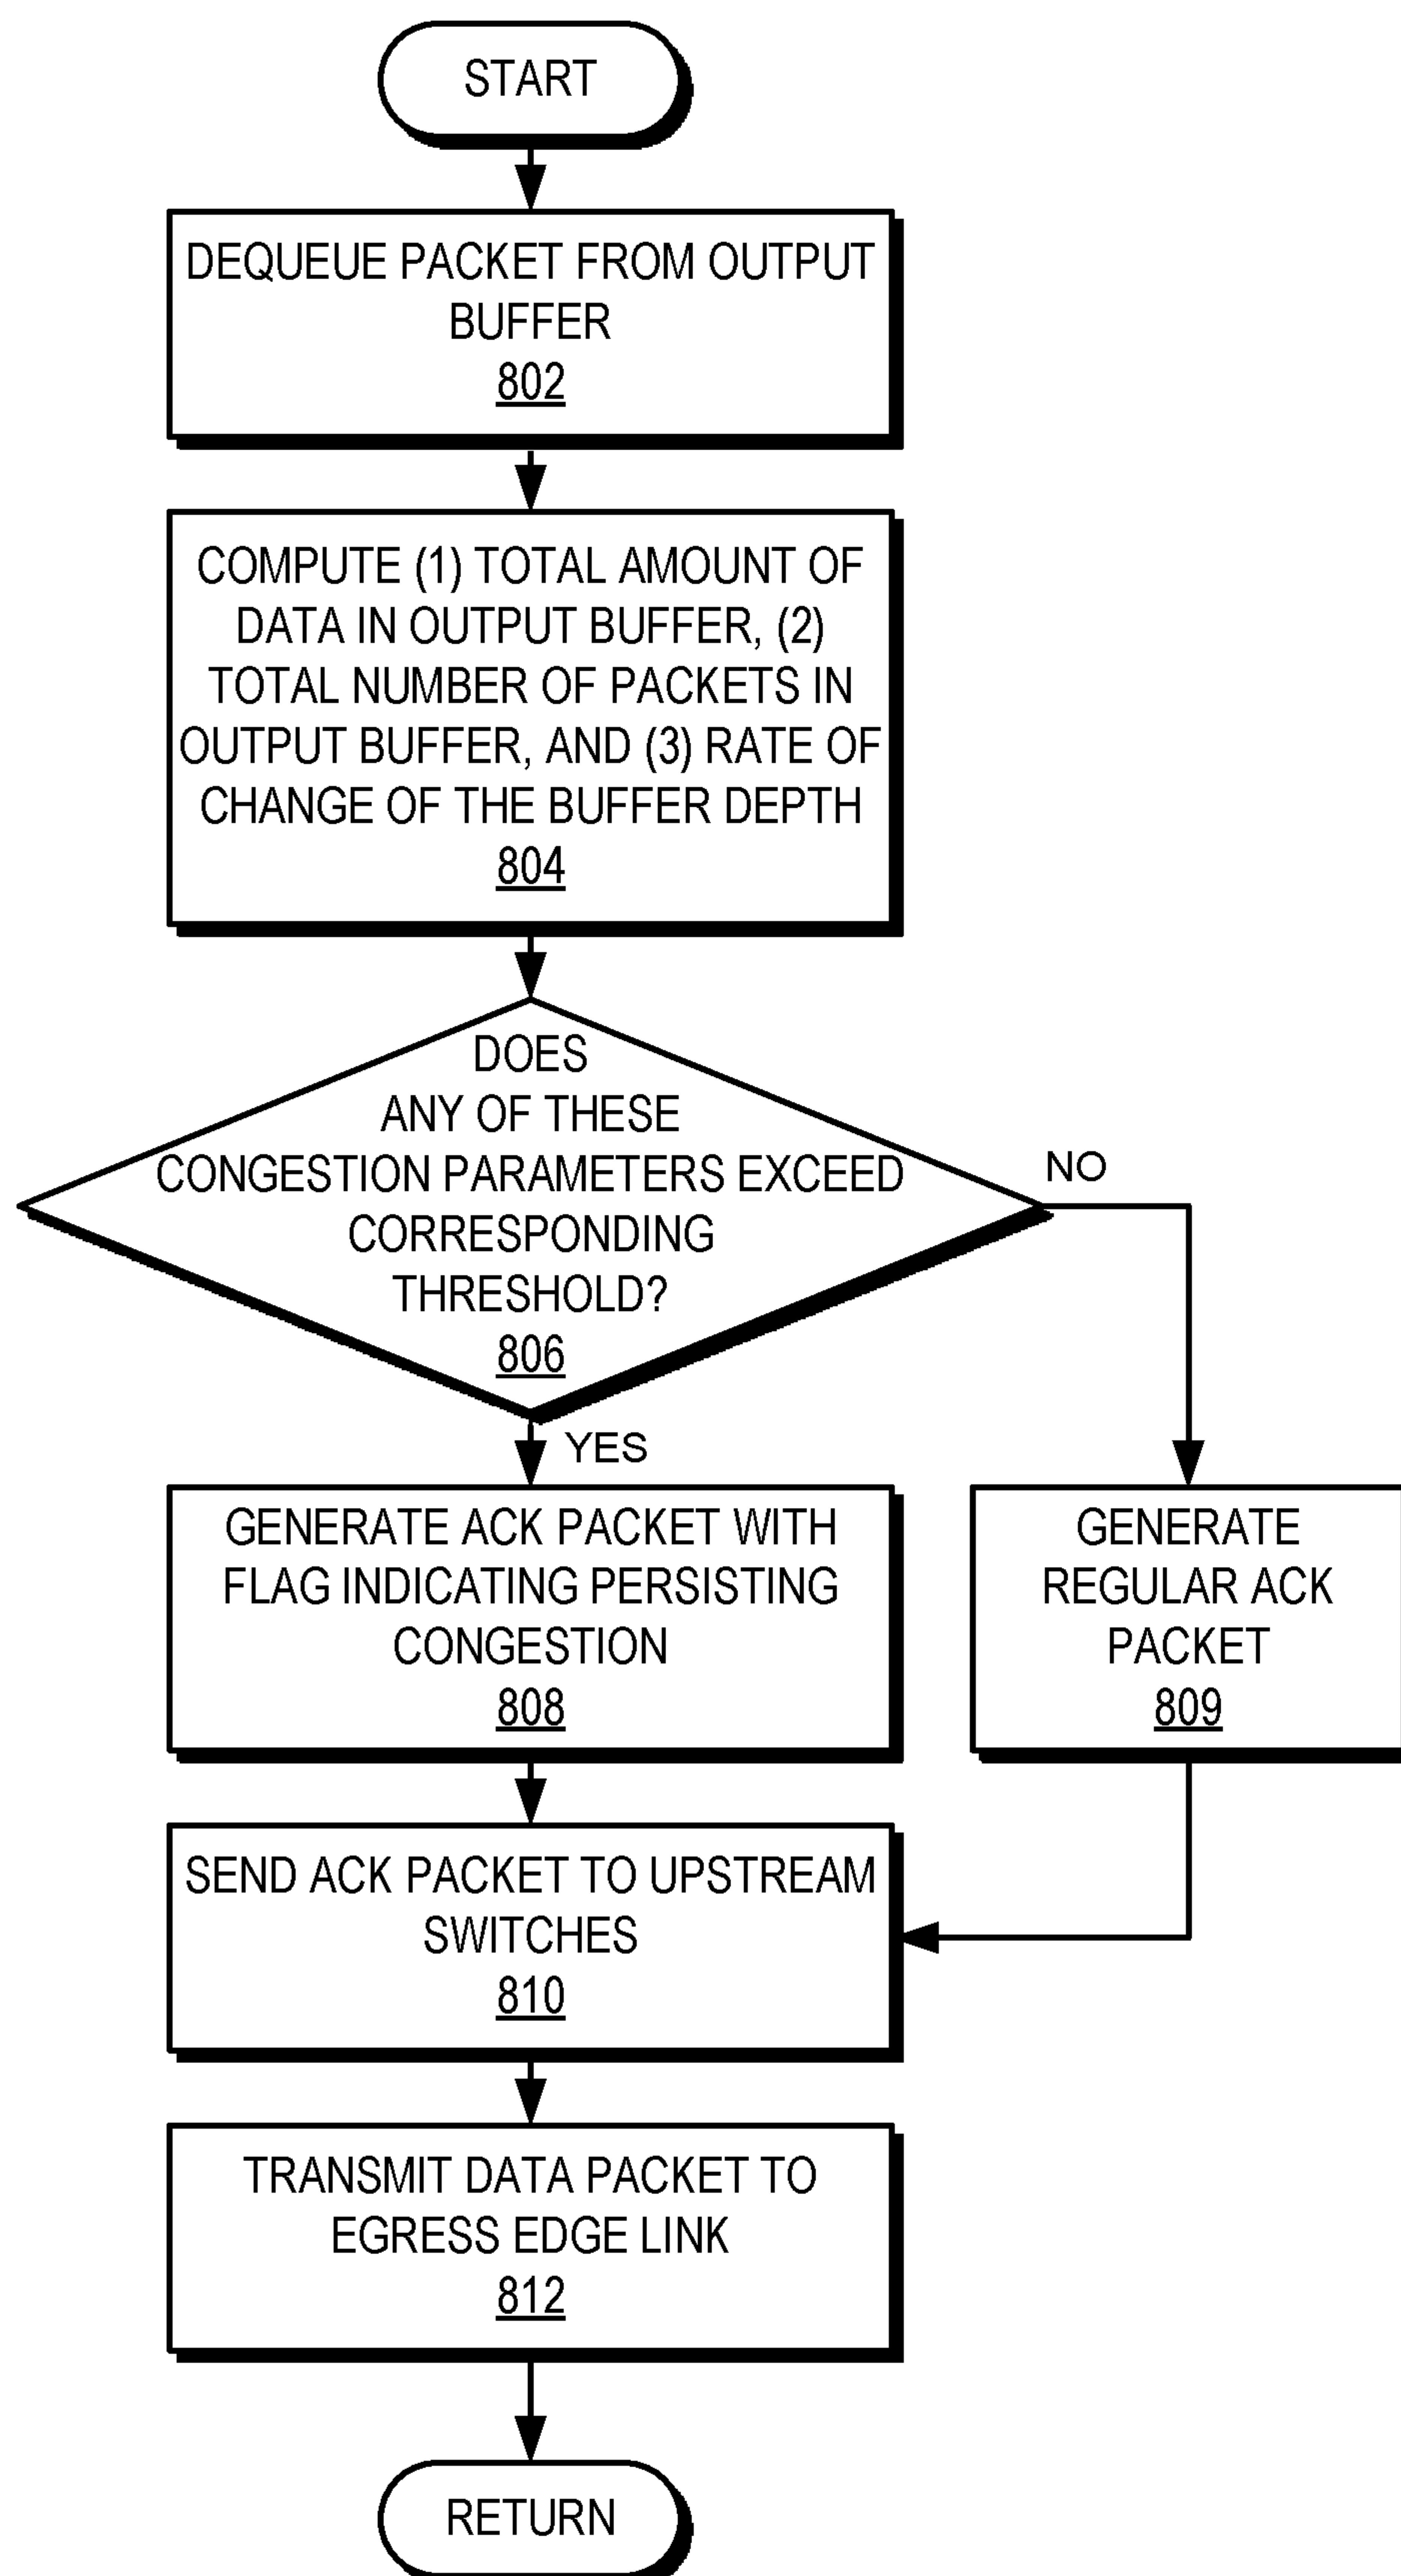 START
DEQUEUE PACKET FROM OUTPUT
BUFFER
802
COMPUTE (1) TOTAL AMOUNT OF
DATA IN OUTPUT BUFFER, (2)
TOTAL NUMBER OF PACKETS IN
OUTPUT BUFFER, AND (3) RATE OF
CHANGE OF THE BUFFER DEPTH
804
DOES
ANY OF THESE
CONGESTION PARAMETERS EXCEED
CORRESPONDING
THRESHOLD?
806
NO
YES
GENERATE ACK PACKET WITH
FLAG INDICATING PERSISTING
CONGESTION
808
GENERATE
REGULAR ACK
PACKET
809
SEND ACK PACKET TO UPSTREAM
SWITCHES
810
TRANSMIT DATA PACKET TO
EGRESS EDGE LINK
812
RETURN